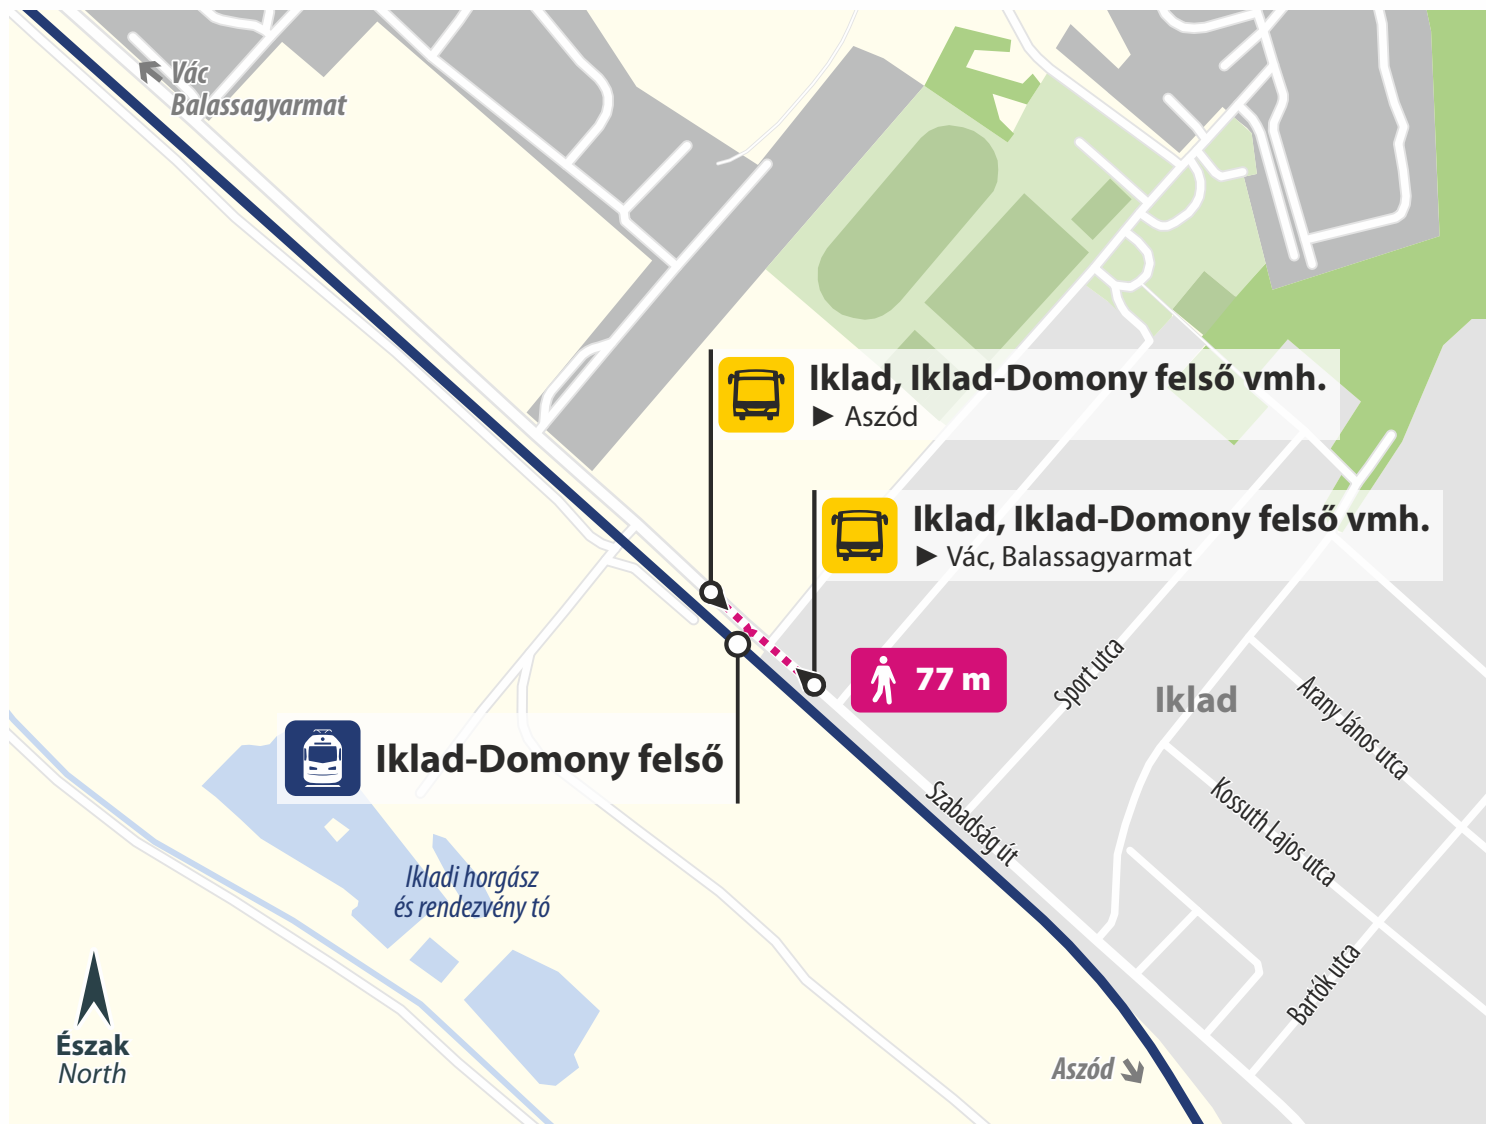 Vác
Balassagyarmat
Iklad, Iklad-Domony felső vmh.
► Aszód
Iklad, Iklad-Domony felső vmh.
► Vác, Balassagyarmat
77 m
Sport utca
Iklad
Arany János utca
Iklad-Domony felső
Szabadság út
Kossuth Lajos utca
Ikladi horgász
és rendezvény tó
Bartók utca
Észak
North
Aszód